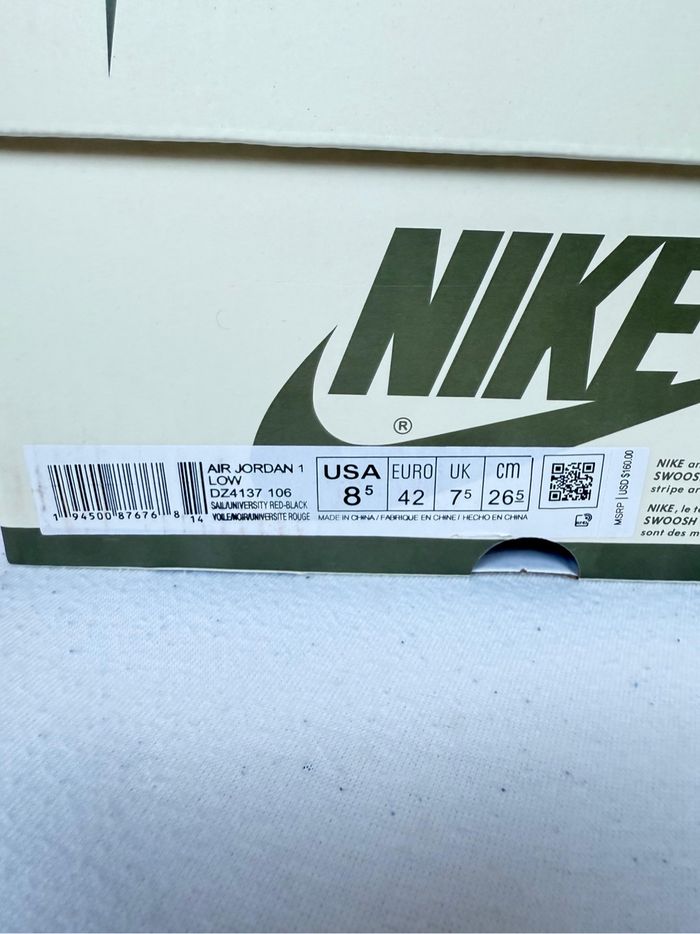 NIKE
®
AIR JORDAN 1
LOW
DZ4137 106
SAIL/UNIVERSITY RED-BLACK
VOILE/NOIR/UNIVERSITE ROUGE
1 94500 87676 8 14
USA EURO UK cm
8 5 42 7 5 26 5
MADE IN CHINA / FABRIQUE EN CHINE / HECHO EN CHINA
MSRP | USD $160.00
NIKE an
SWOOS
stripe a
NIKE, le t
SWOOSH
sont des m